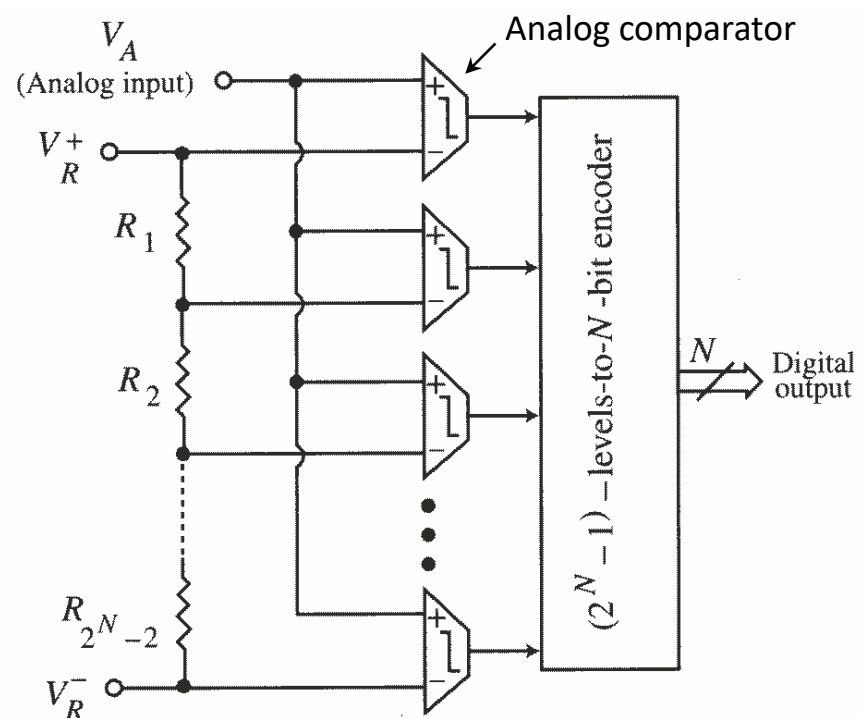 V_A
(Analog input)
Analog comparator
V_R^+
R_1
R_2
R_{2^N-2}
V_R^-
+
−
+
−
+
−
+
−
(2^N – 1) – levels-to-N -bit encoder
N
Digital
output